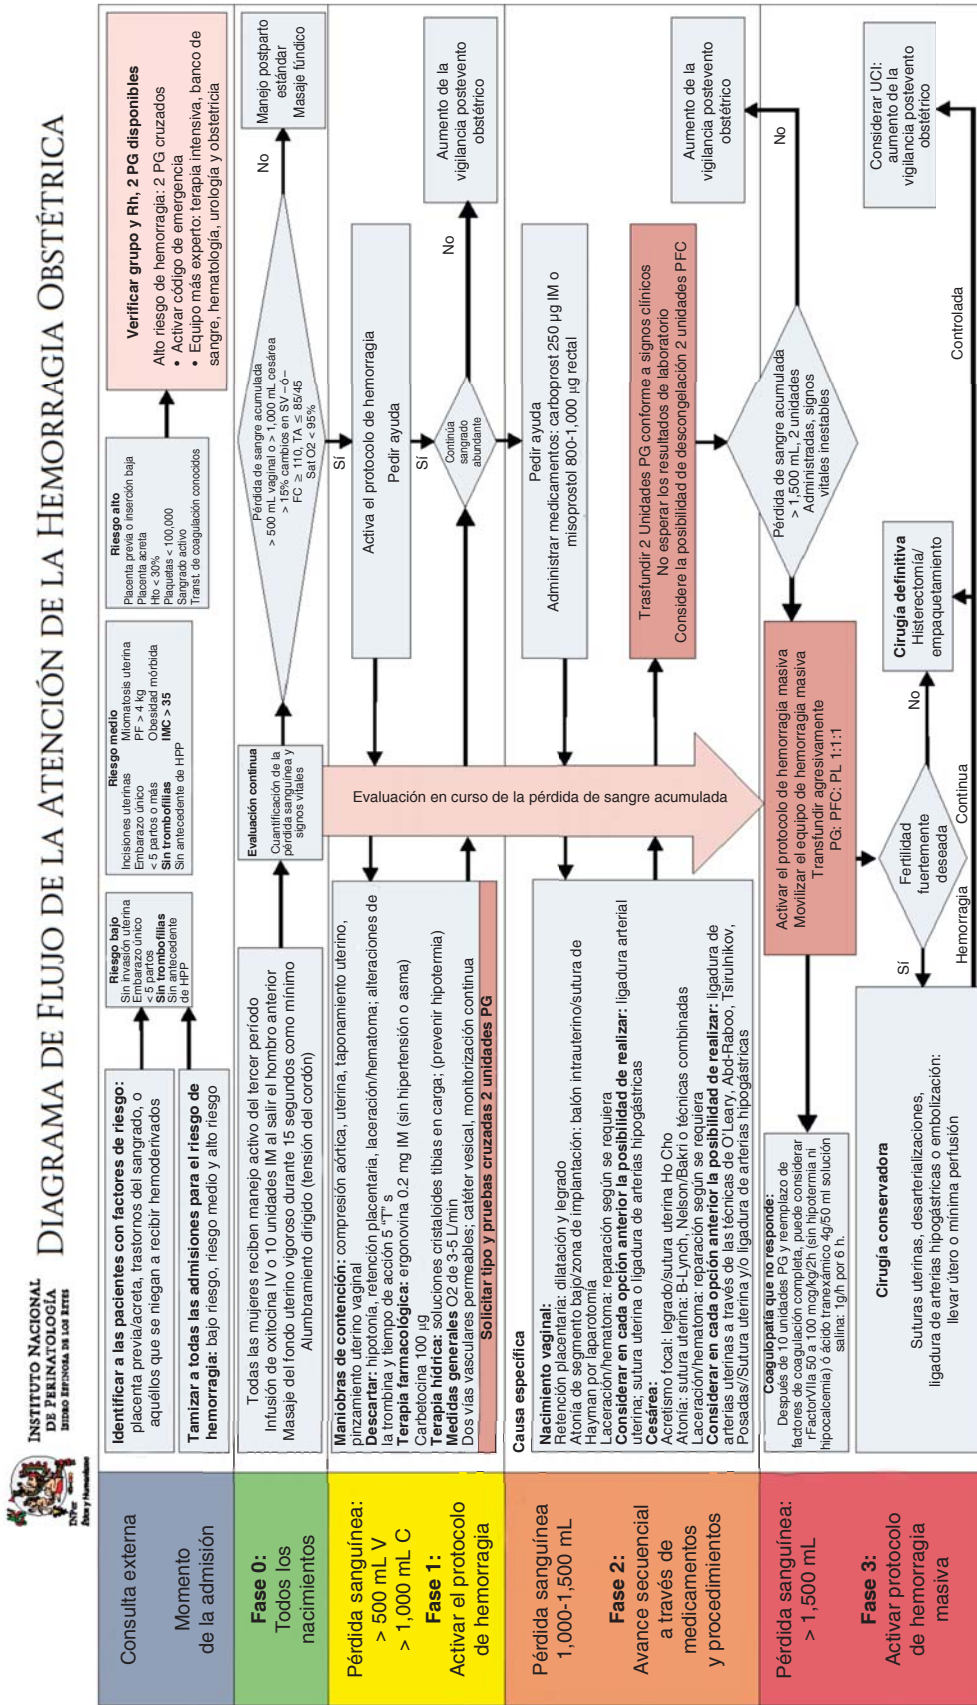 INSTITUTO NACIONAL
DE PERINATOLOGÍA
ISIDRO ESPINOSA DE LOS REYES
INPer
DIAGRAMA DE FLUJO DE LA ATENCIÓN DE LA HEMORRAGIA OBSTÉTRICA
Consulta externa
Momento
de la admisión
Identificar a las pacientes con factores de riesgo:
placenta previa/acreta, trastornos del sangrado, o
aquellos que se niegan a recibir hemoderivados
Tamizar a todas las admisiones para el riesgo de
hemorragia: bajo riesgo, riesgo medio y alto riesgo
Riesgo bajo
Sin invasión uterina
Embarazo único
< 5 partos
Sin trombofilias
Sin antecedente
de HPP
Riesgo medio
Incisiones uterinas
Embarazo único
< 5 partos o más
Sin trombofilias
Sin antecedente de HPP
Miomatosis uterina
PF > 4 kg
Obesidad mórbida
IMC > 35
Riesgo alto
Placenta previa o inserción baja
Placenta acreta
Hto < 30%
Plaquetas < 100,000
Sangrado activo
Transt. de coagulación conocidos
Verificar grupo y Rh, 2 PG disponibles
Alto riesgo de hemorragia: 2 PG cruzados
• Activar código de emergencia
• Equipo más experto: terapia intensiva, banco de
sangre, hematología, urología y obstetricia
Fase 0:
Todos los
nacimientos
Todas las mujeres reciben manejo activo del tercer período
Infusión de oxitocina IV o 10 unidades IM al salir el hombro anterior
Masaje del fondo uterino vigoroso durante 15 segundos como mínimo
Alumbramiento dirigido (tensión del cordón)
Evaluación continua
Cuantificación de la
pérdida sanguínea y
signos vitales
Pérdida de sangre acumulada
> 500 mL vaginal o > 1,000 mL cesárea
> 15% cambios en SV –ó–
FC ≥ 110, TA ≤ 85/45
Sat O2 < 95%
No
Manejo postparto
estándar
Masaje fúndico
Sí
Pérdida sanguínea:
> 500 mL V
> 1,000 mL C
Fase 1:
Activar el protocolo
de hemorragia
Maniobras de contención: compresión aórtica, uterina, taponamiento uterino,
pinzamiento uterino vaginal
Descartar: hipotonía, retención placentaria, laceración/hematoma; alteraciones de
la trombina y tiempo de acción 5 "T" s
Terapia farmacológica: ergonovina 0.2 mg IM (sin hipertensión o asma)
Carbetocina 100 µg
Terapia hídrica: soluciones cristaloides tibias en carga; (prevenir hipotermia)
Medidas generales O2 de 3-5 L/min
Dos vías vasculares permeables; catéter vesical, monitorización continua
Solicitar tipo y pruebas cruzadas 2 unidades PG
Evaluación en curso de la pérdida de sangre acumulada
Activa el protocolo de hemorragia
Pedir ayuda
Sí
Continúa
sangrado
abundante
No
Aumento de la
vigilancia postevento
obstétrico
Pérdida sanguínea
1,000-1,500 mL
Fase 2:
Avance secuencial
a través de
medicamentos
y procedimientos
Causa específica
Nacimiento vaginal:
Retención placentaria: dilatación y legrado
Atonía de segmento bajo/zona de implantación: balón intrauterino/sutura de
Hayman por laparotomía
Laceración/hematoma: reparación según se requiera
Considerar en cada opción anterior la posibilidad de realizar: ligadura arterial
uterina; sutura uterina o ligadura de arterias hipogástricas
Cesárea:
Acretismo focal: legrado/sutura uterina Ho Cho
Atonía: sutura uterina: B-Lynch, Nelson/Bakri o técnicas combinadas
Laceración/hematoma: reparación según se requiera
Considerar en cada opción anterior la posibilidad de realizar: ligadura de
arterias uterinas a través de las técnicas de O'Leary, Abd-Raboo, Tsirulnikov,
Posadas//Sutura uterina y/o ligadura de arterias hipogástricas
Pedir ayuda
Administrar medicamentos: carboprost 250 µg IM o
misoprostol 800-1,000 µg rectal
Trasfundir 2 Unidades PG conforme a signos clínicos
No esperar los resultados de laboratorio
Considere la posibilidad de descongelación 2 unidades PFC
Pérdida de sangre acumulada
> 1,500 mL, 2 unidades
Administradas, signos
vitales inestables
No
Aumento de la
vigilancia postevento
obstétrico
Pérdida sanguínea:
> 1,500 mL
Fase 3:
Activar protocolo
de hemorragia
masiva
Coagulopatía que no responde:
Después de 10 unidades PG y reemplazo de
factores de coagulación completa, puede considerar
rFactorVIIa 50 a 100 mcg/kg/2h (sin hipotermia ni
hipocalcemia) ó ácido tranexámico 4g/50 ml solución
salina: 1g/h por 6 h.
Activar el protocolo de hemorragia masiva
Movilizar el equipo de hemorragia masiva
Transfundir agresivamente
PG: PFC: PL 1:1:1
Fertilidad
fuertemente
deseada
Sí
No
Cirugía conservadora
Suturas uterinas, desarterializaciones,
ligadura de arterias hipogástricas o embolización:
llevar útero o mínima perfusión
Cirugía definitiva
Histerectomía/
empaquetamiento
Hemorragia
Continua
Controlada
Considerar UCI:
aumento de la
vigilancia postevento
obstétrico